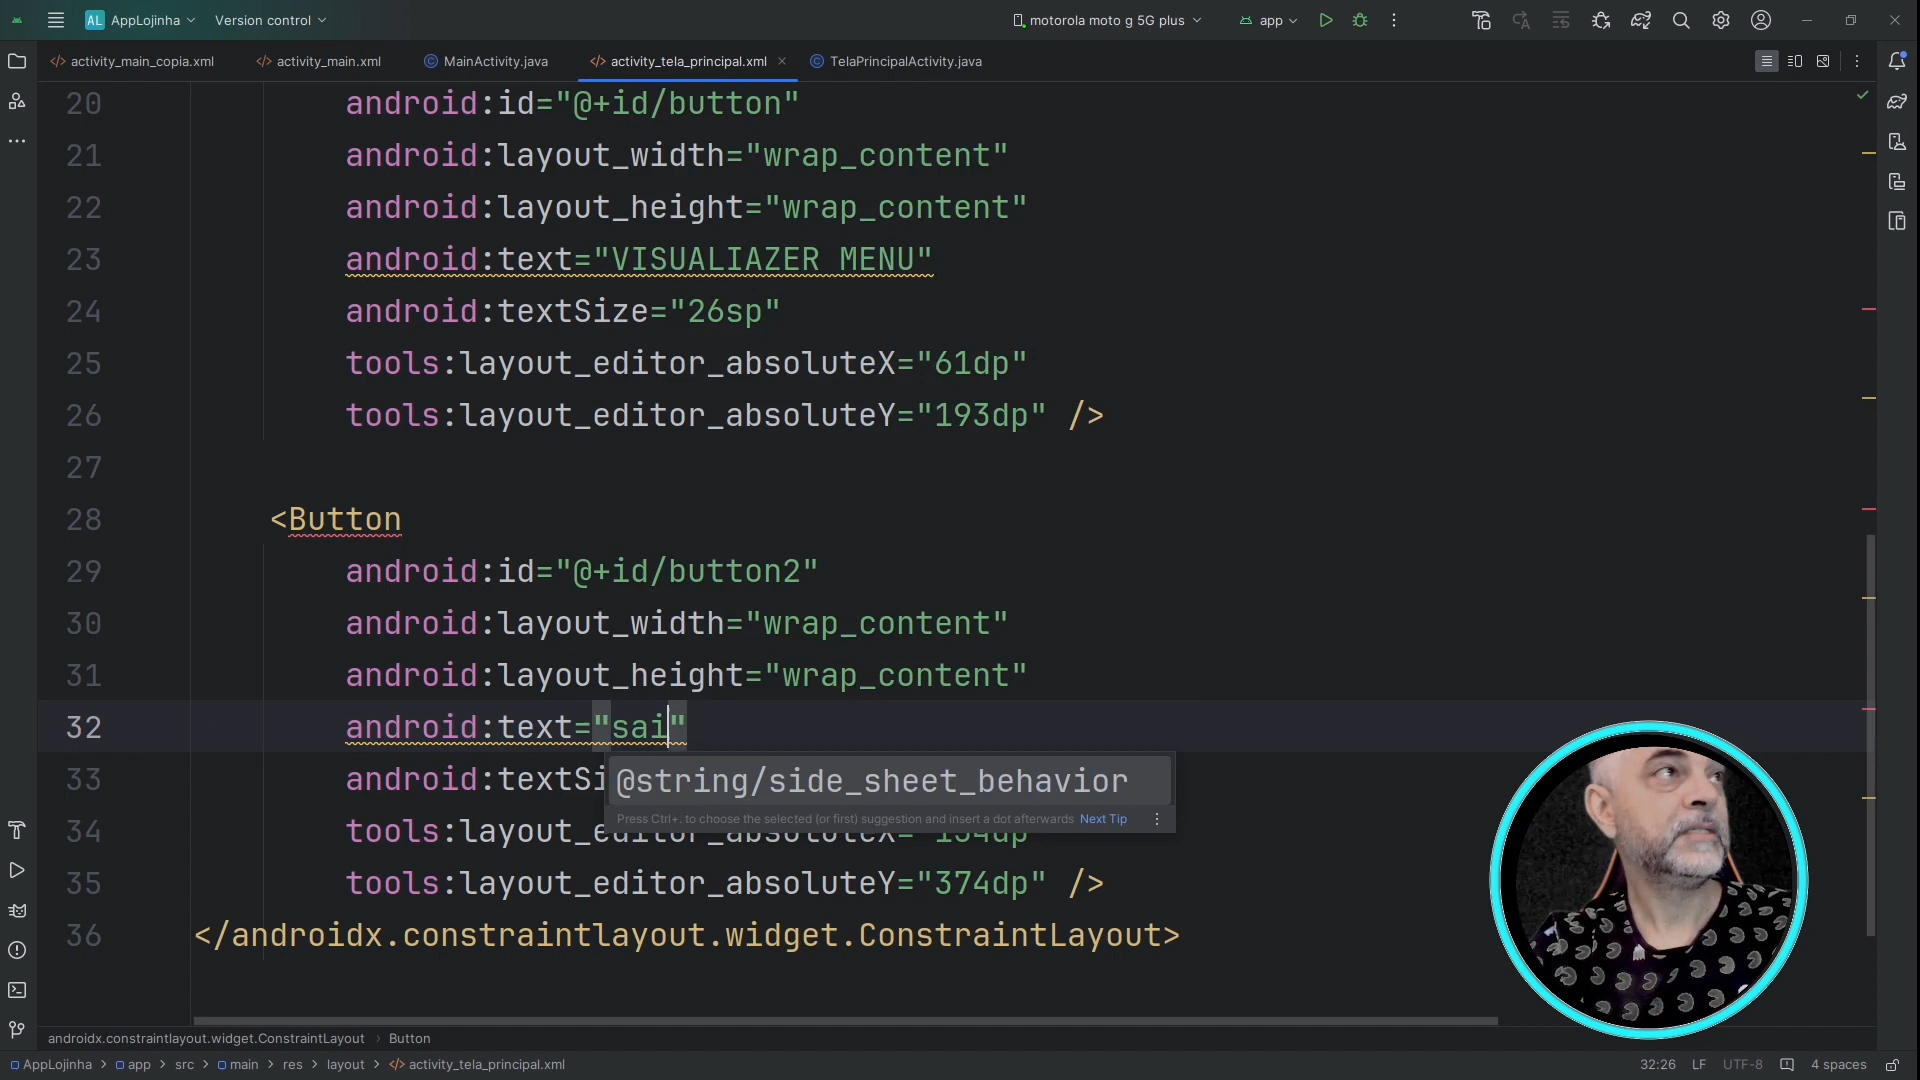 AL AppLojinha Version control motorola moto g 5G plus app
activity_main_copia.xml activity_main.xml MainActivity.java activity_tela_principal.xml TelaPrincipalActivity.java
20 android:id="@+id/button"
21 android:layout_width="wrap_content"
22 android:layout_height="wrap_content"
23 android:text="VISUALIAZER MENU"
24 android:textSize="26sp"
25 tools:layout_editor_absoluteX="61dp"
26 tools:layout_editor_absoluteY="193dp" />
27
28 <Button
29 android:id="@+id/button2"
30 android:layout_width="wrap_content"
31 android:layout_height="wrap_content"
32 android:text="sai"
33 android:textSi
@string/side_sheet_behavior
Press Ctrl+. to choose the selected (or first) suggestion and insert a dot afterwards Next Tip
34 tools:layout_editor_absoluteX="154dp"
35 tools:layout_editor_absoluteY="374dp" />
36 </androidx.constraintlayout.widget.ConstraintLayout>
androidx.constraintlayout.widget.ConstraintLayout > Button
AppLojinha > app > src > main > res > layout > activity_tela_principal.xml 32:26 LF UTF-8 4 spaces